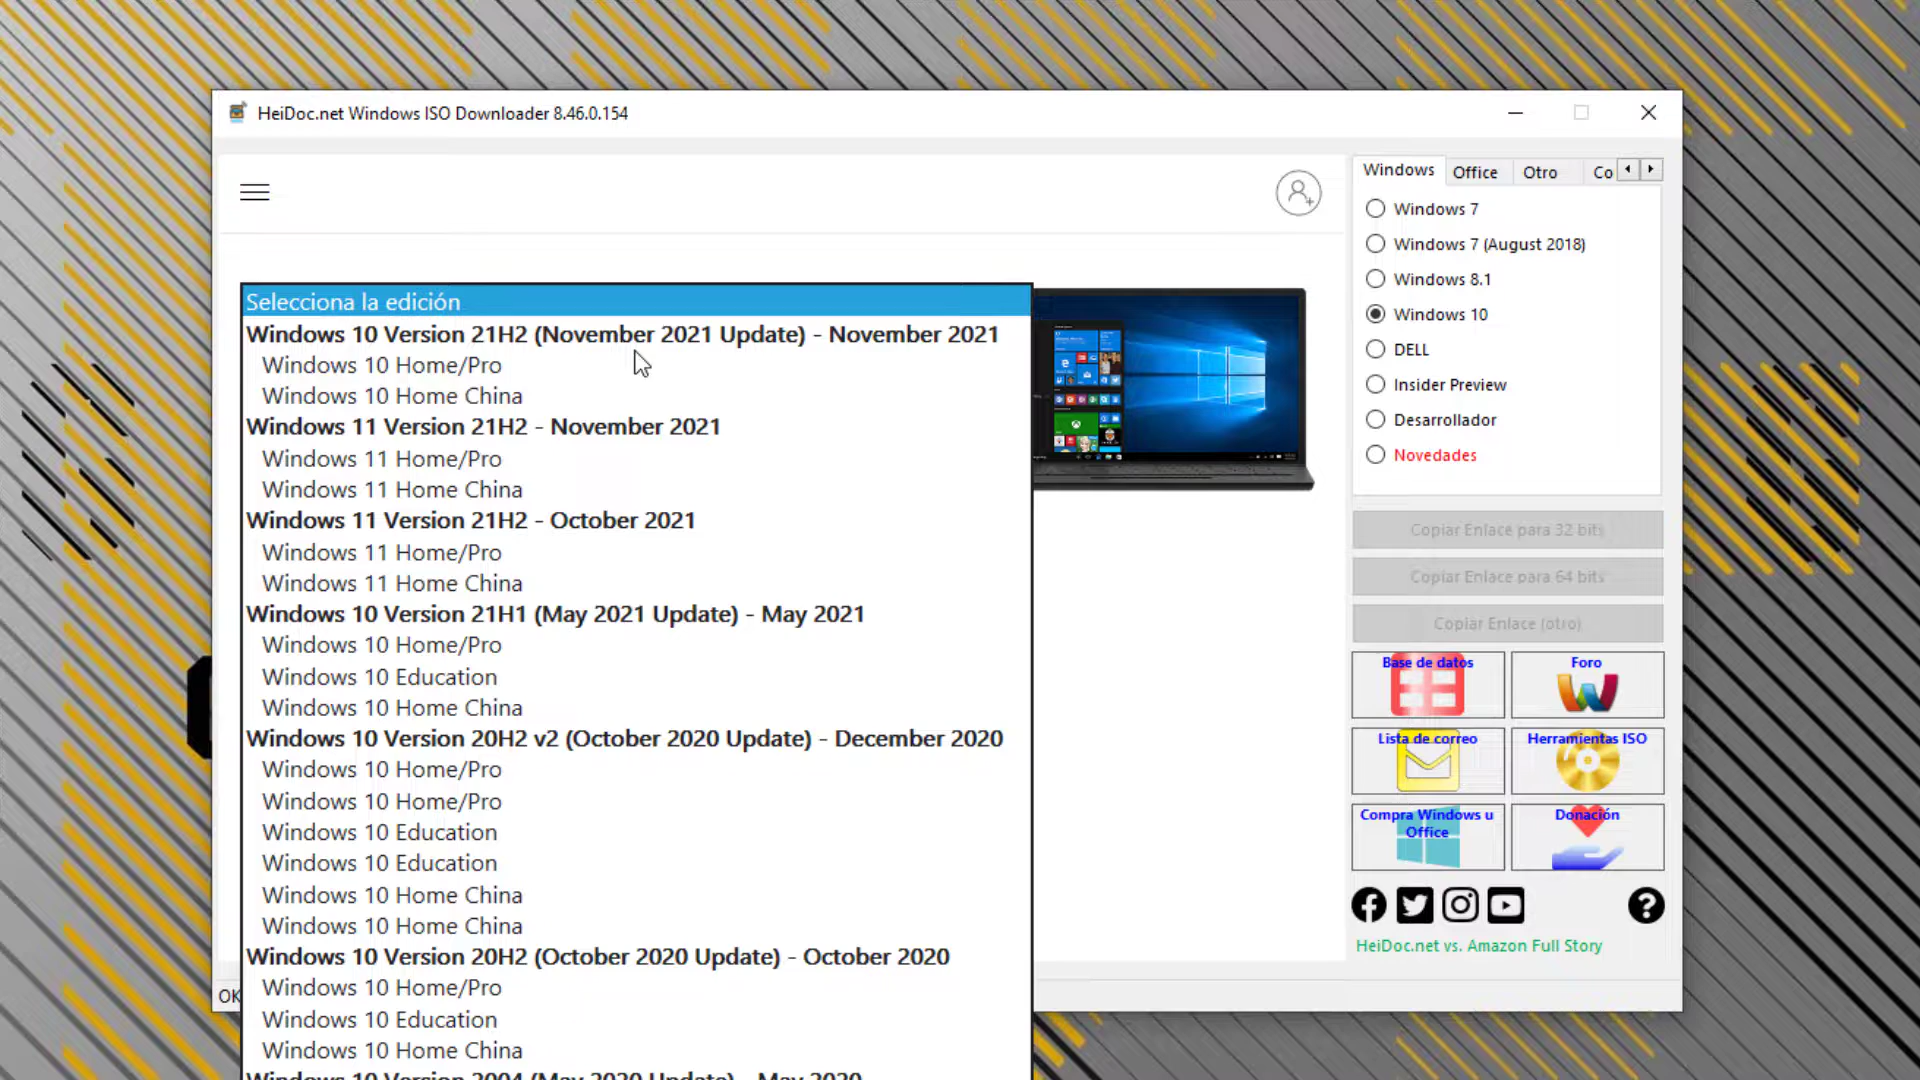 HeiDoc.net Windows ISO Downloader 8.46.0.154
Selecciona la edición
Windows 10 Version 21H2 (November 2021 Update) - November 2021
Windows 10 Home/Pro
Windows 10 Home China
Windows 11 Version 21H2 - November 2021
Windows 11 Home/Pro
Windows 11 Home China
Windows 11 Version 21H2 - October 2021
Windows 11 Home/Pro
Windows 11 Home China
Windows 10 Version 21H1 (May 2021 Update) - May 2021
Windows 10 Home/Pro
Windows 10 Education
Windows 10 Home China
Windows 10 Version 20H2 v2 (October 2020 Update) - December 2020
Windows 10 Home/Pro
Windows 10 Home/Pro
Windows 10 Education
Windows 10 Education
Windows 10 Home China
Windows 10 Home China
Windows 10 Version 20H2 (October 2020 Update) - October 2020
Windows 10 Home/Pro
Windows 10 Education
Windows 10 Home China
Windows 10 Version 2004 (May 2020 Update) - May 2020
OK
Windows Office Otro Co
Windows 7
Windows 7 (August 2018)
Windows 8.1
Windows 10
DELL
Insider Preview
Desarrollador
Novedades
Copiar Enlace para 32 bits
Copiar Enlace para 64 bits
Copiar Enlace (otro)
Base de datos
Foro
Lista de correo
Herramientas ISO
Compra Windows u
Office
Donación
HeiDoc.net vs. Amazon Full Story